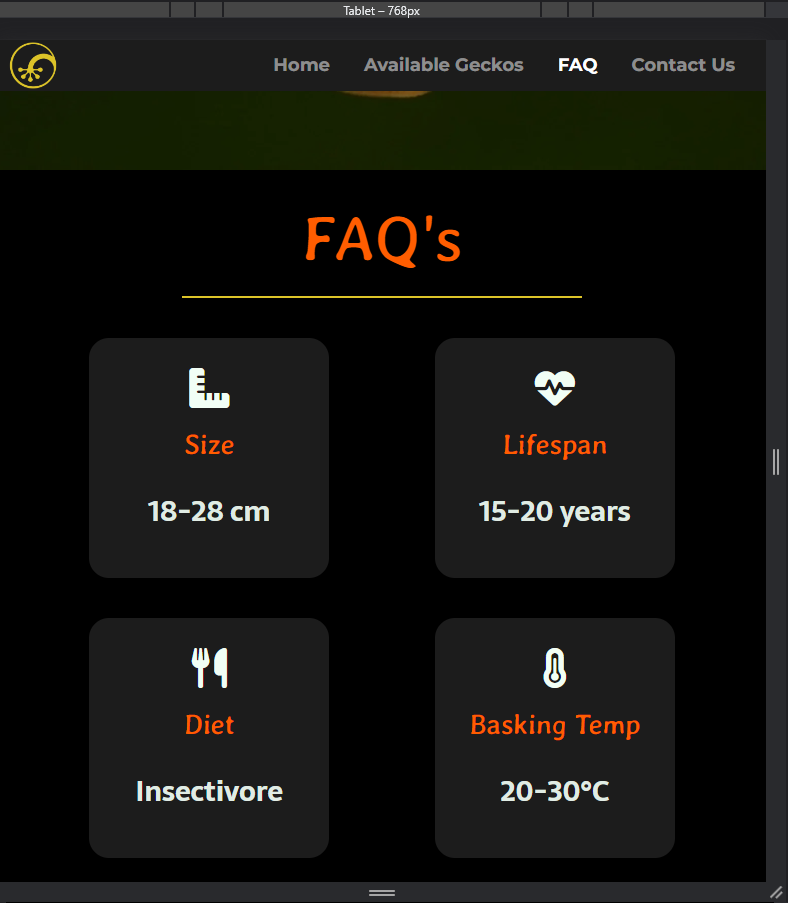 Tablet – 768px
Home Available Geckos FAQ Contact Us
FAQ's
Size
Lifespan
18-28 cm
15-20 years
Diet
Basking Temp
Insectivore
20-30°C